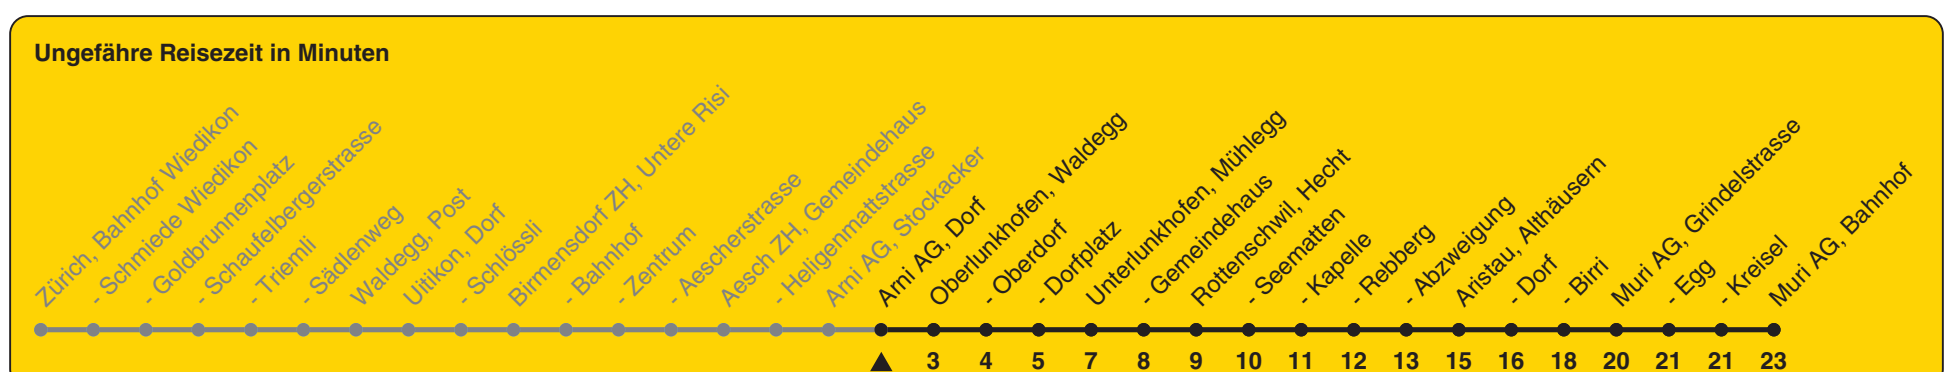 Ungefähre Reisezeit in Minuten
Zürich, Bahnhof Wiedikon
- Schmiede Wiedikon
- Goldbrunnenplatz
- Schaufelbergerstrasse
- Triemli
- Sädlenweg
Waldegg, Post
Uitikon, Dorf
- Schlössli
Birmensdorf ZH, Untere Risi
- Bahnhof
- Zentrum
- Aescherstrasse
Aesch ZH, Gemeindehaus
- Heligenmattstrasse
Arni AG, Stockacker
Arni AG, Dorf
Oberlunkhofen, Waldegg
- Oberdorf
- Dorfplatz
Unterlunkhofen, Mühlegg
- Gemeindehaus
Rottenschwil, Hecht
- Seematten
- Kapelle
- Rebberg
- Abzweigung
Aristau, Althäusern
- Dorf
- Birri
Muri AG, Grindelstrasse
- Egg
- Kreisel
Muri AG, Bahnhof
3 4 5 7 8 9 10 11 12 13 15 16 18 20 21 21 23